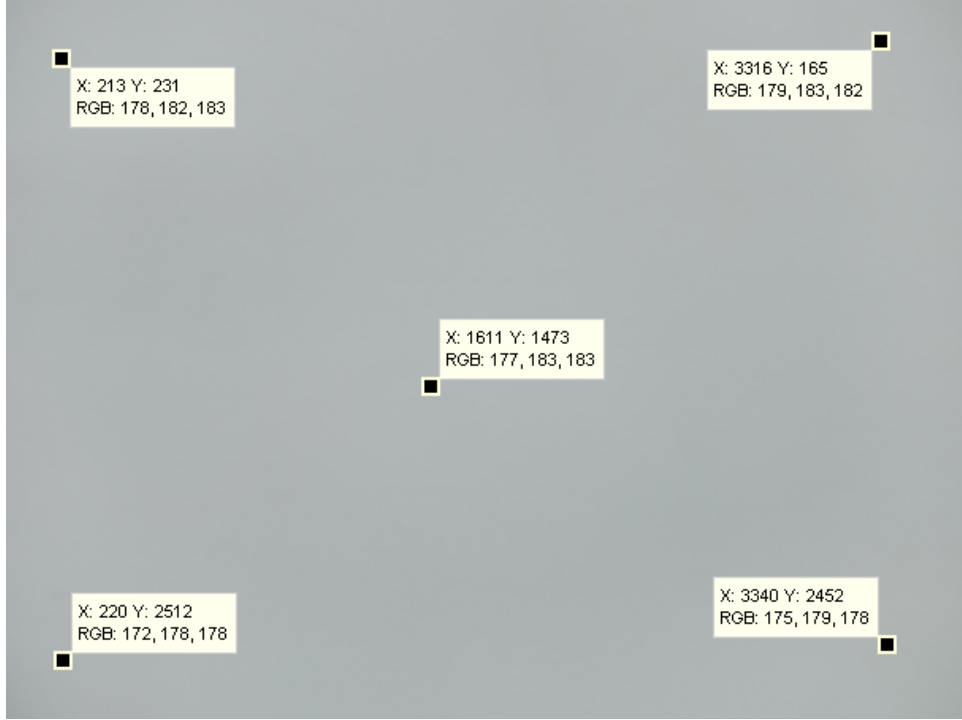 X: 213 Y: 231
RGB: 178, 182, 183
X: 3316 Y: 165
RGB: 179, 183, 182
X: 1611 Y: 1473
RGB: 177, 183, 183
X: 220 Y: 2512
RGB: 172, 178, 178
X: 3340 Y: 2452
RGB: 175, 179, 178